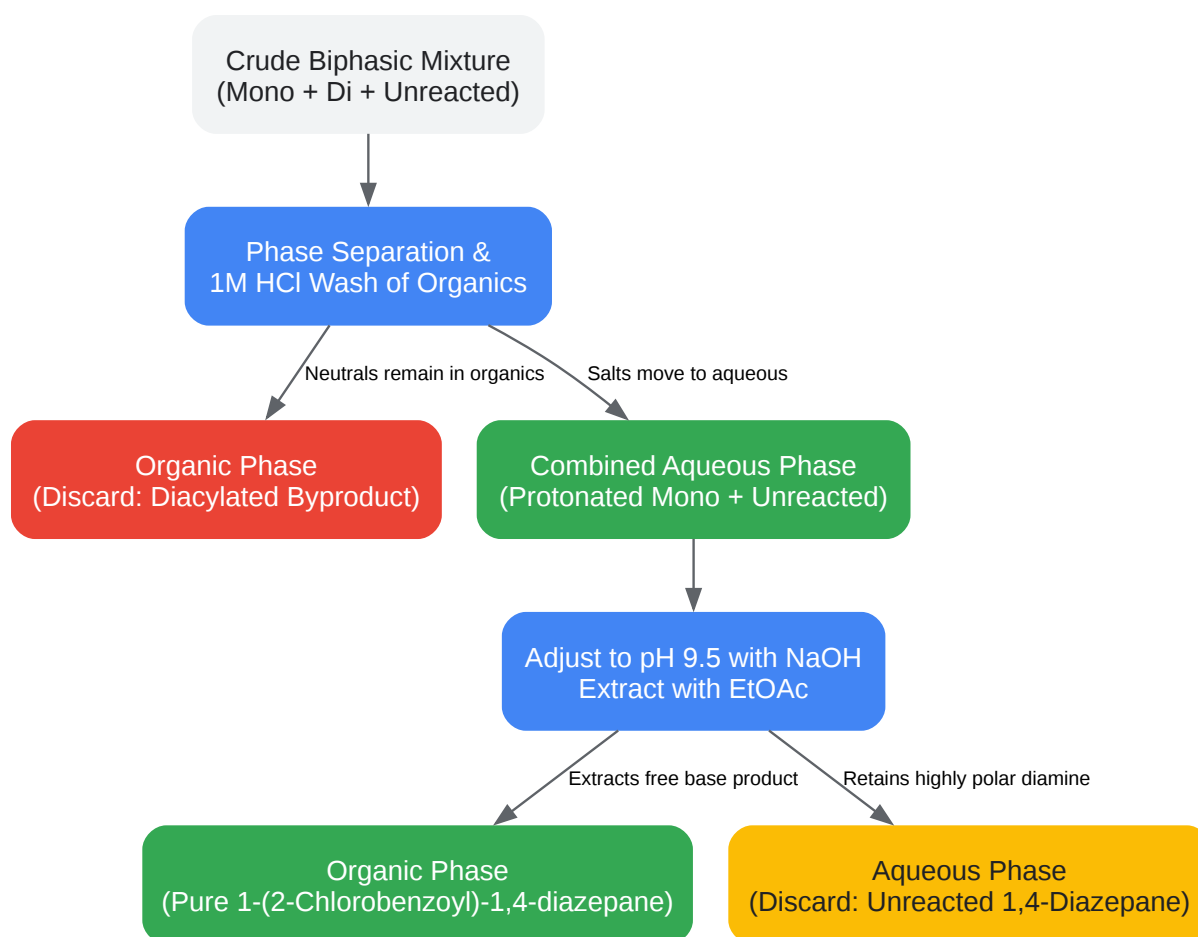 Crude Biphasic Mixture
(Mono + Di + Unreacted)
Phase Separation &
1M HCl Wash of Organics
Neutrals remain in organics
Salts move to aqueous
Organic Phase
(Discard: Diacylated Byproduct)
Combined Aqueous Phase
(Protonated Mono + Unreacted)
Adjust to pH 9.5 with NaOH
Extract with EtOAc
Extracts free base product
Retains highly polar diamine
Organic Phase
(Pure 1-(2-Chlorobenzoyl)-1,4-diazepane)
Aqueous Phase
(Discard: Unreacted 1,4-Diazepane)